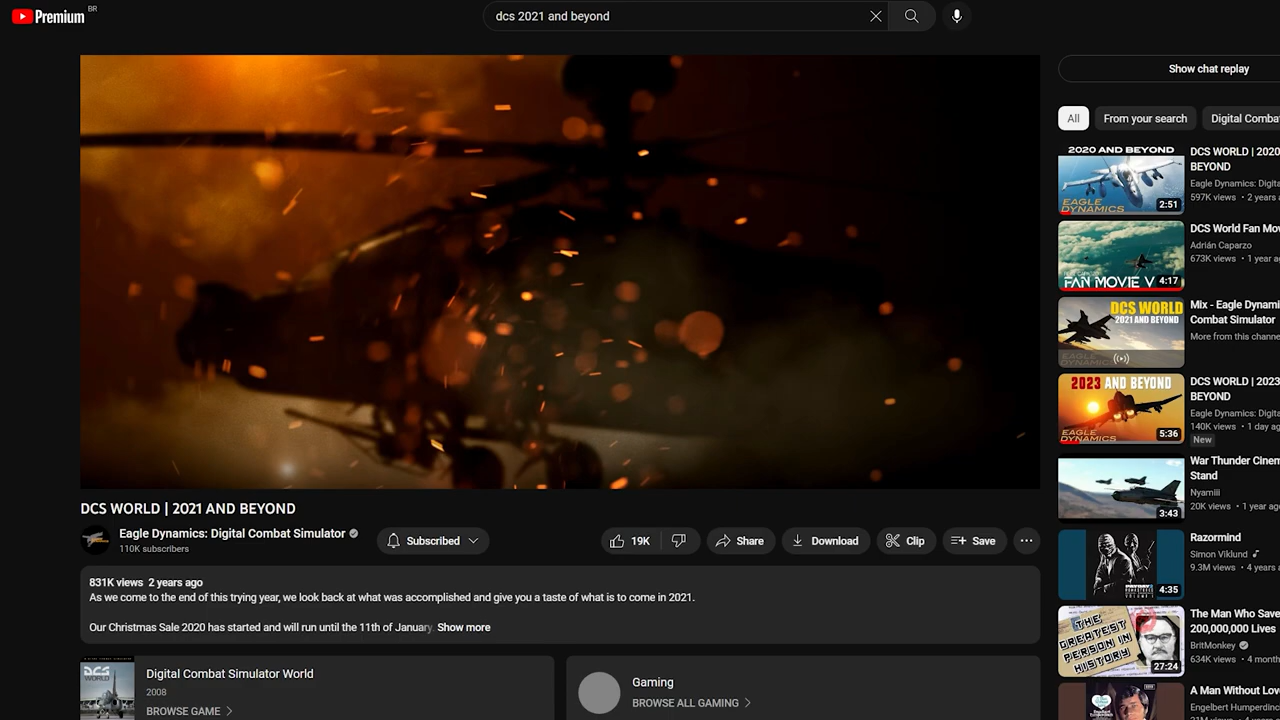 Premium BR
dcs 2021 and beyond
DCS WORLD | 2021 AND BEYOND
Eagle Dynamics: Digital Combat Simulator
110K subscribers
Subscribed
19K
Share
Download
Clip
Save
831K views 2 years ago
As we come to the end of this trying year, we look back at what was accomplished and give you a taste of what is to come in 2021.
Our Christmas Sale 2020 has started and will run until the 11th of January Show more
DCS
WORLD
Digital Combat Simulator World
2008
BROWSE GAME
Gaming
BROWSE ALL GAMING
Show chat replay
All
From your search
Digital Comba
2020 AND BEYOND
EAGLE
DYNAMICS
2:51
DCS WORLD | 2020
BEYOND
Eagle Dynamics: Digita
597K views • 2 years a
FAN MOVIE V
4:17
DCS World Fan Mov
Adrián Caparzo
673K views • 1 year ag
DCS WORLD
2021 AND BEYOND
EAGLE DYNAMICS
Mix - Eagle Dynami
Combat Simulator
More from this channe
2023 AND BEYOND
EAGLE
DYNAMICS
5:36
DCS WORLD | 2023
BEYOND
Eagle Dynamics: Digita
140K views • 1 day ag
New
3:43
War Thunder Cinem
Stand
Nyamiii
20K views • 1 year ago
4:35
Razormind
Simon Viklund
9.3M views • 4 years a
THE
GREATEST
PERSON IN
HISTORY
27:24
The Man Who Save
200,000,000 Lives
BritMonkey
634K views • 4 month
A Man Without Love
Engelbert Humperdinc